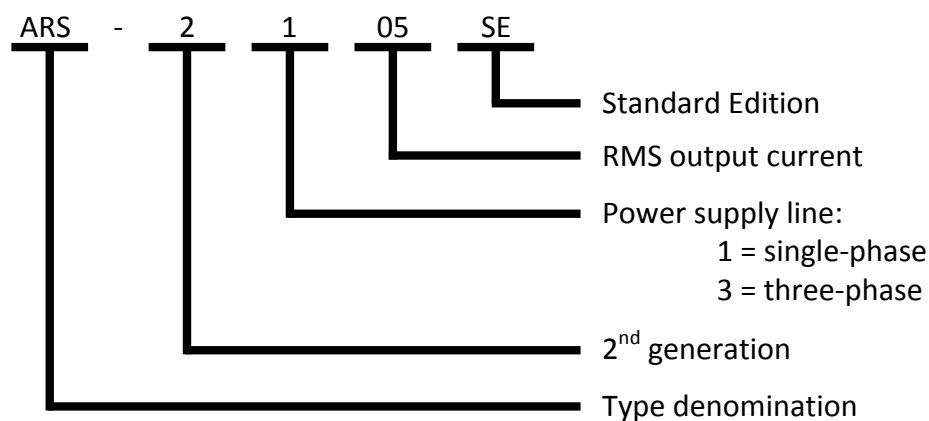 ARS - 2 1 05 SE
Standard Edition
RMS output current
Power supply line:
1 = single-phase
3 = three-phase
2nd generation
Type denomination